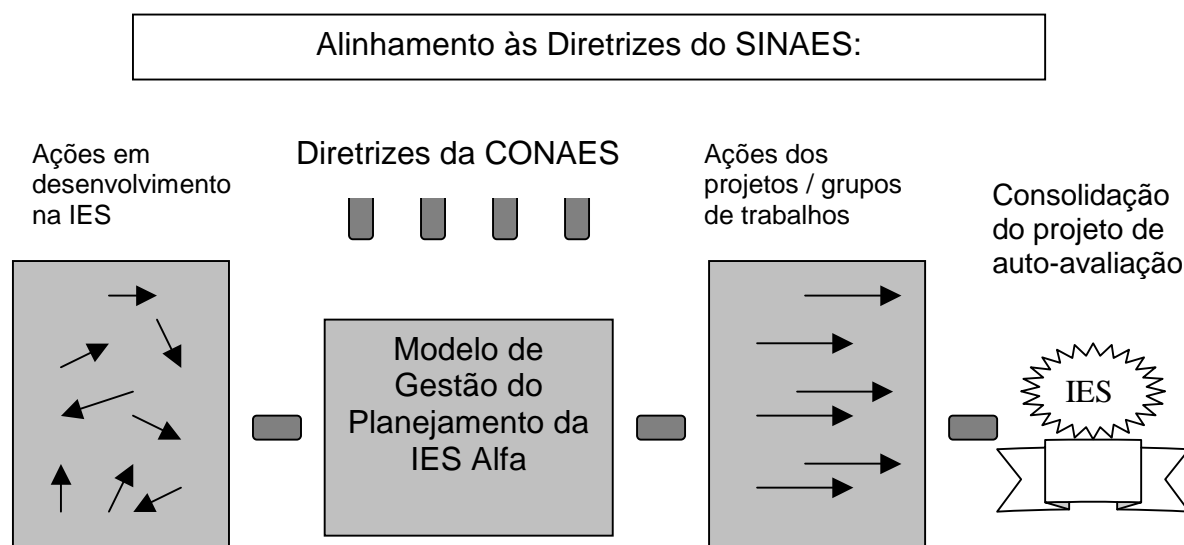 Alinhamento às Diretrizes do SINAES:
Ações em
desenvolvimento
na IES
Diretrizes da CONAES
Ações dos
projetos / grupos
de trabalhos
Consolidação
do projeto de
auto-avaliação
Modelo de
Gestão do
Planejamento da
IES Alfa
IES